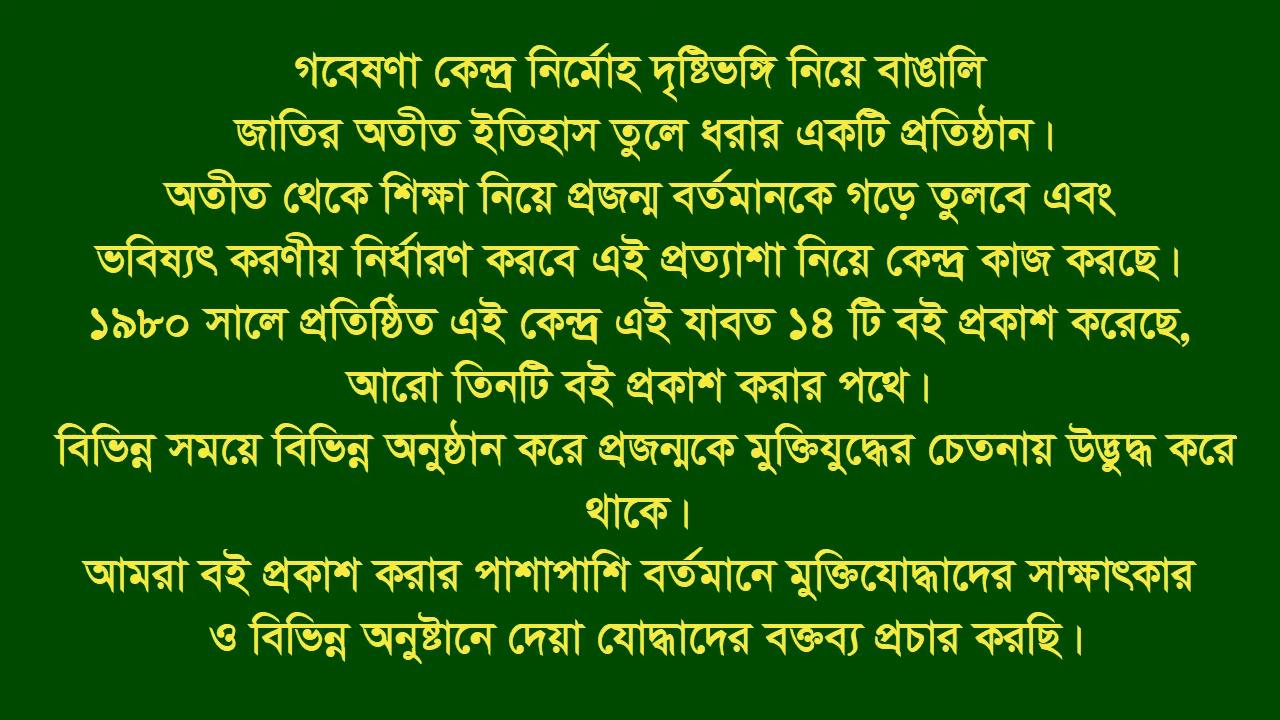 গবেষণা কেন্দ্র নির্মোহ দৃষ্টিভঙ্গি নিয়ে বাঙালি
জাতির অতীত ইতিহাস তুলে ধরার একটি প্রতিষ্ঠান।
অতীত থেকে শিক্ষা নিয়ে প্রজন্ম বর্তমানকে গড়ে তুলবে এবং
ভবিষ্যৎ করণীয় নির্ধারণ করবে এই প্রত্যাশা নিয়ে কেন্দ্র কাজ করছে।
১৯৮০ সালে প্রতিষ্ঠিত এই কেন্দ্র এই যাবত ১৪ টি বই প্রকাশ করেছে,
আরো তিনটি বই প্রকাশ করার পথে।
বিভিন্ন সময়ে বিভিন্ন অনুষ্ঠান করে প্রজন্মকে মুক্তিযুদ্ধের চেতনায় উদ্ভুদ্ধ করে
থাকে।
আমরা বই প্রকাশ করার পাশাপাশি বর্তমানে মুক্তিযোদ্ধাদের সাক্ষাৎকার
ও বিভিন্ন অনুষ্টানে দেয়া যোদ্ধাদের বক্তব্য প্রচার করছি।